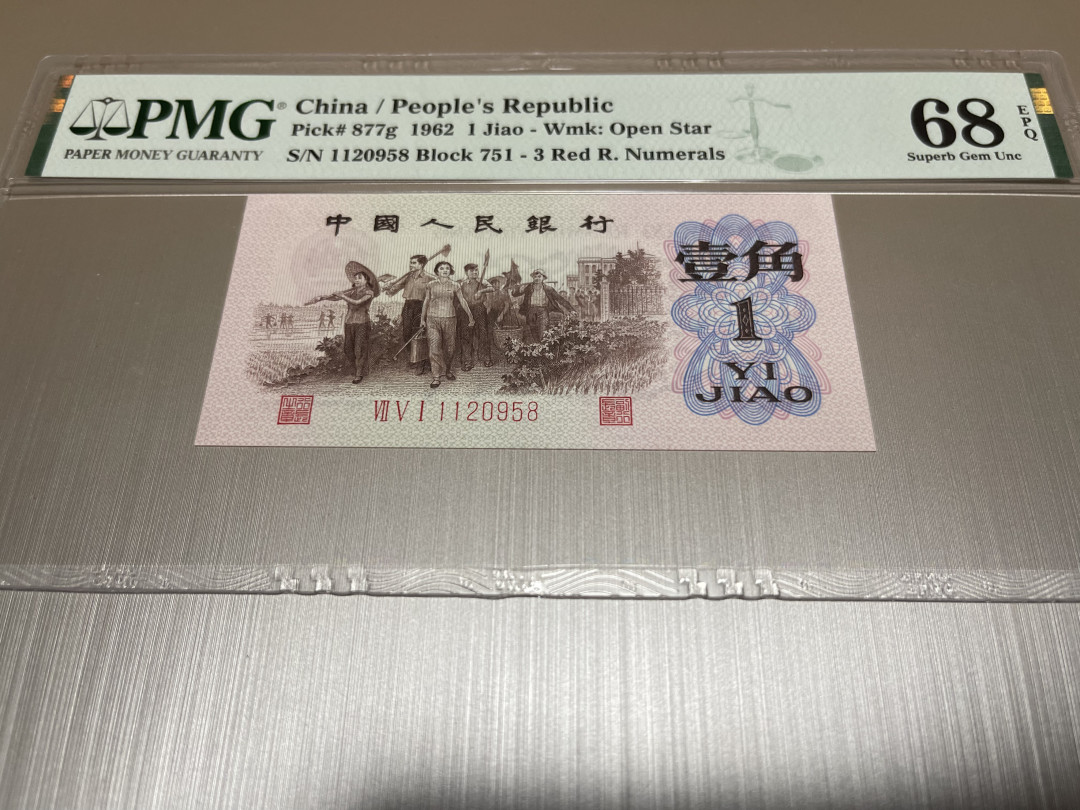 PMG®
PAPER MONEY GUARANTY
China / People's Republic
Pick# 877g 1962 1 Jiao - Wmk: Open Star
S/N 1120958 Block 751 - 3 Red R. Numerals
68
EPQ
Superb Gem Unc
中國人民銀行
壹角
1
YI
JIAO
Ⅶ Ⅴ Ⅰ 1120958